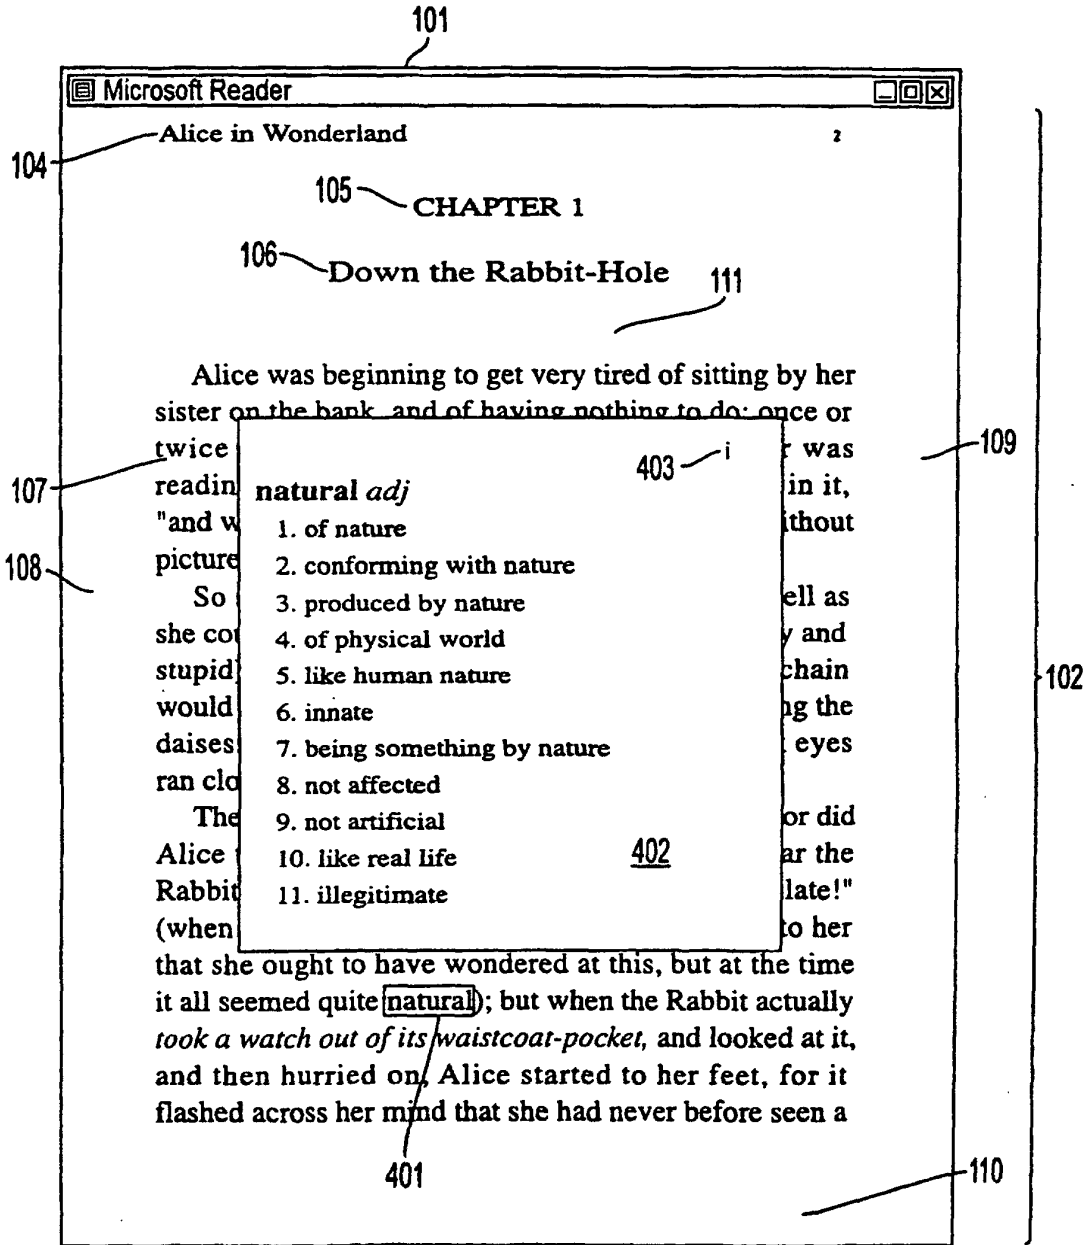 101
Microsoft Reader
Alice in Wonderland 2
104
105
CHAPTER 1
106
Down the Rabbit-Hole
111
Alice was beginning to get very tired of sitting by her
sister on the bank, and of having nothing to do: once or
twice r was
readin in it,
"and w ithout
picture
So ell as
she cou y and
stupid) chain
would ng the
daises eyes
ran clo
The or did
Alice ar the
Rabbit late!"
(when to her
that she ought to have wondered at this, but at the time
it all seemed quite natural); but when the Rabbit actually
took a watch out of its waistcoat-pocket, and looked at it,
and then hurried on, Alice started to her feet, for it
flashed across her mind that she had never before seen a
403
i
natural adj
1. of nature
2. conforming with nature
3. produced by nature
4. of physical world
5. like human nature
6. innate
7. being something by nature
8. not affected
9. not artificial
10. like real life
11. illegitimate
402
107
108
109
102
401
110